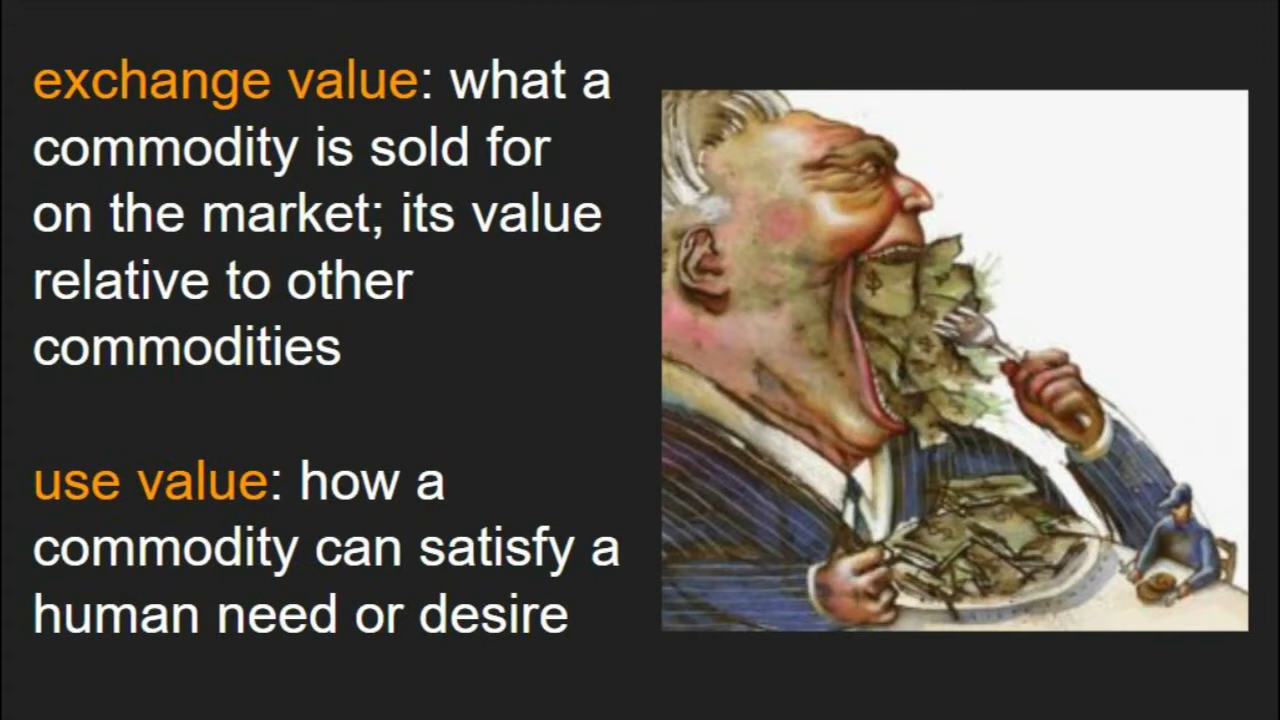 exchange value: what a
commodity is sold for
on the market; its value
relative to other
commodities
use value: how a
commodity can satisfy a
human need or desire
$